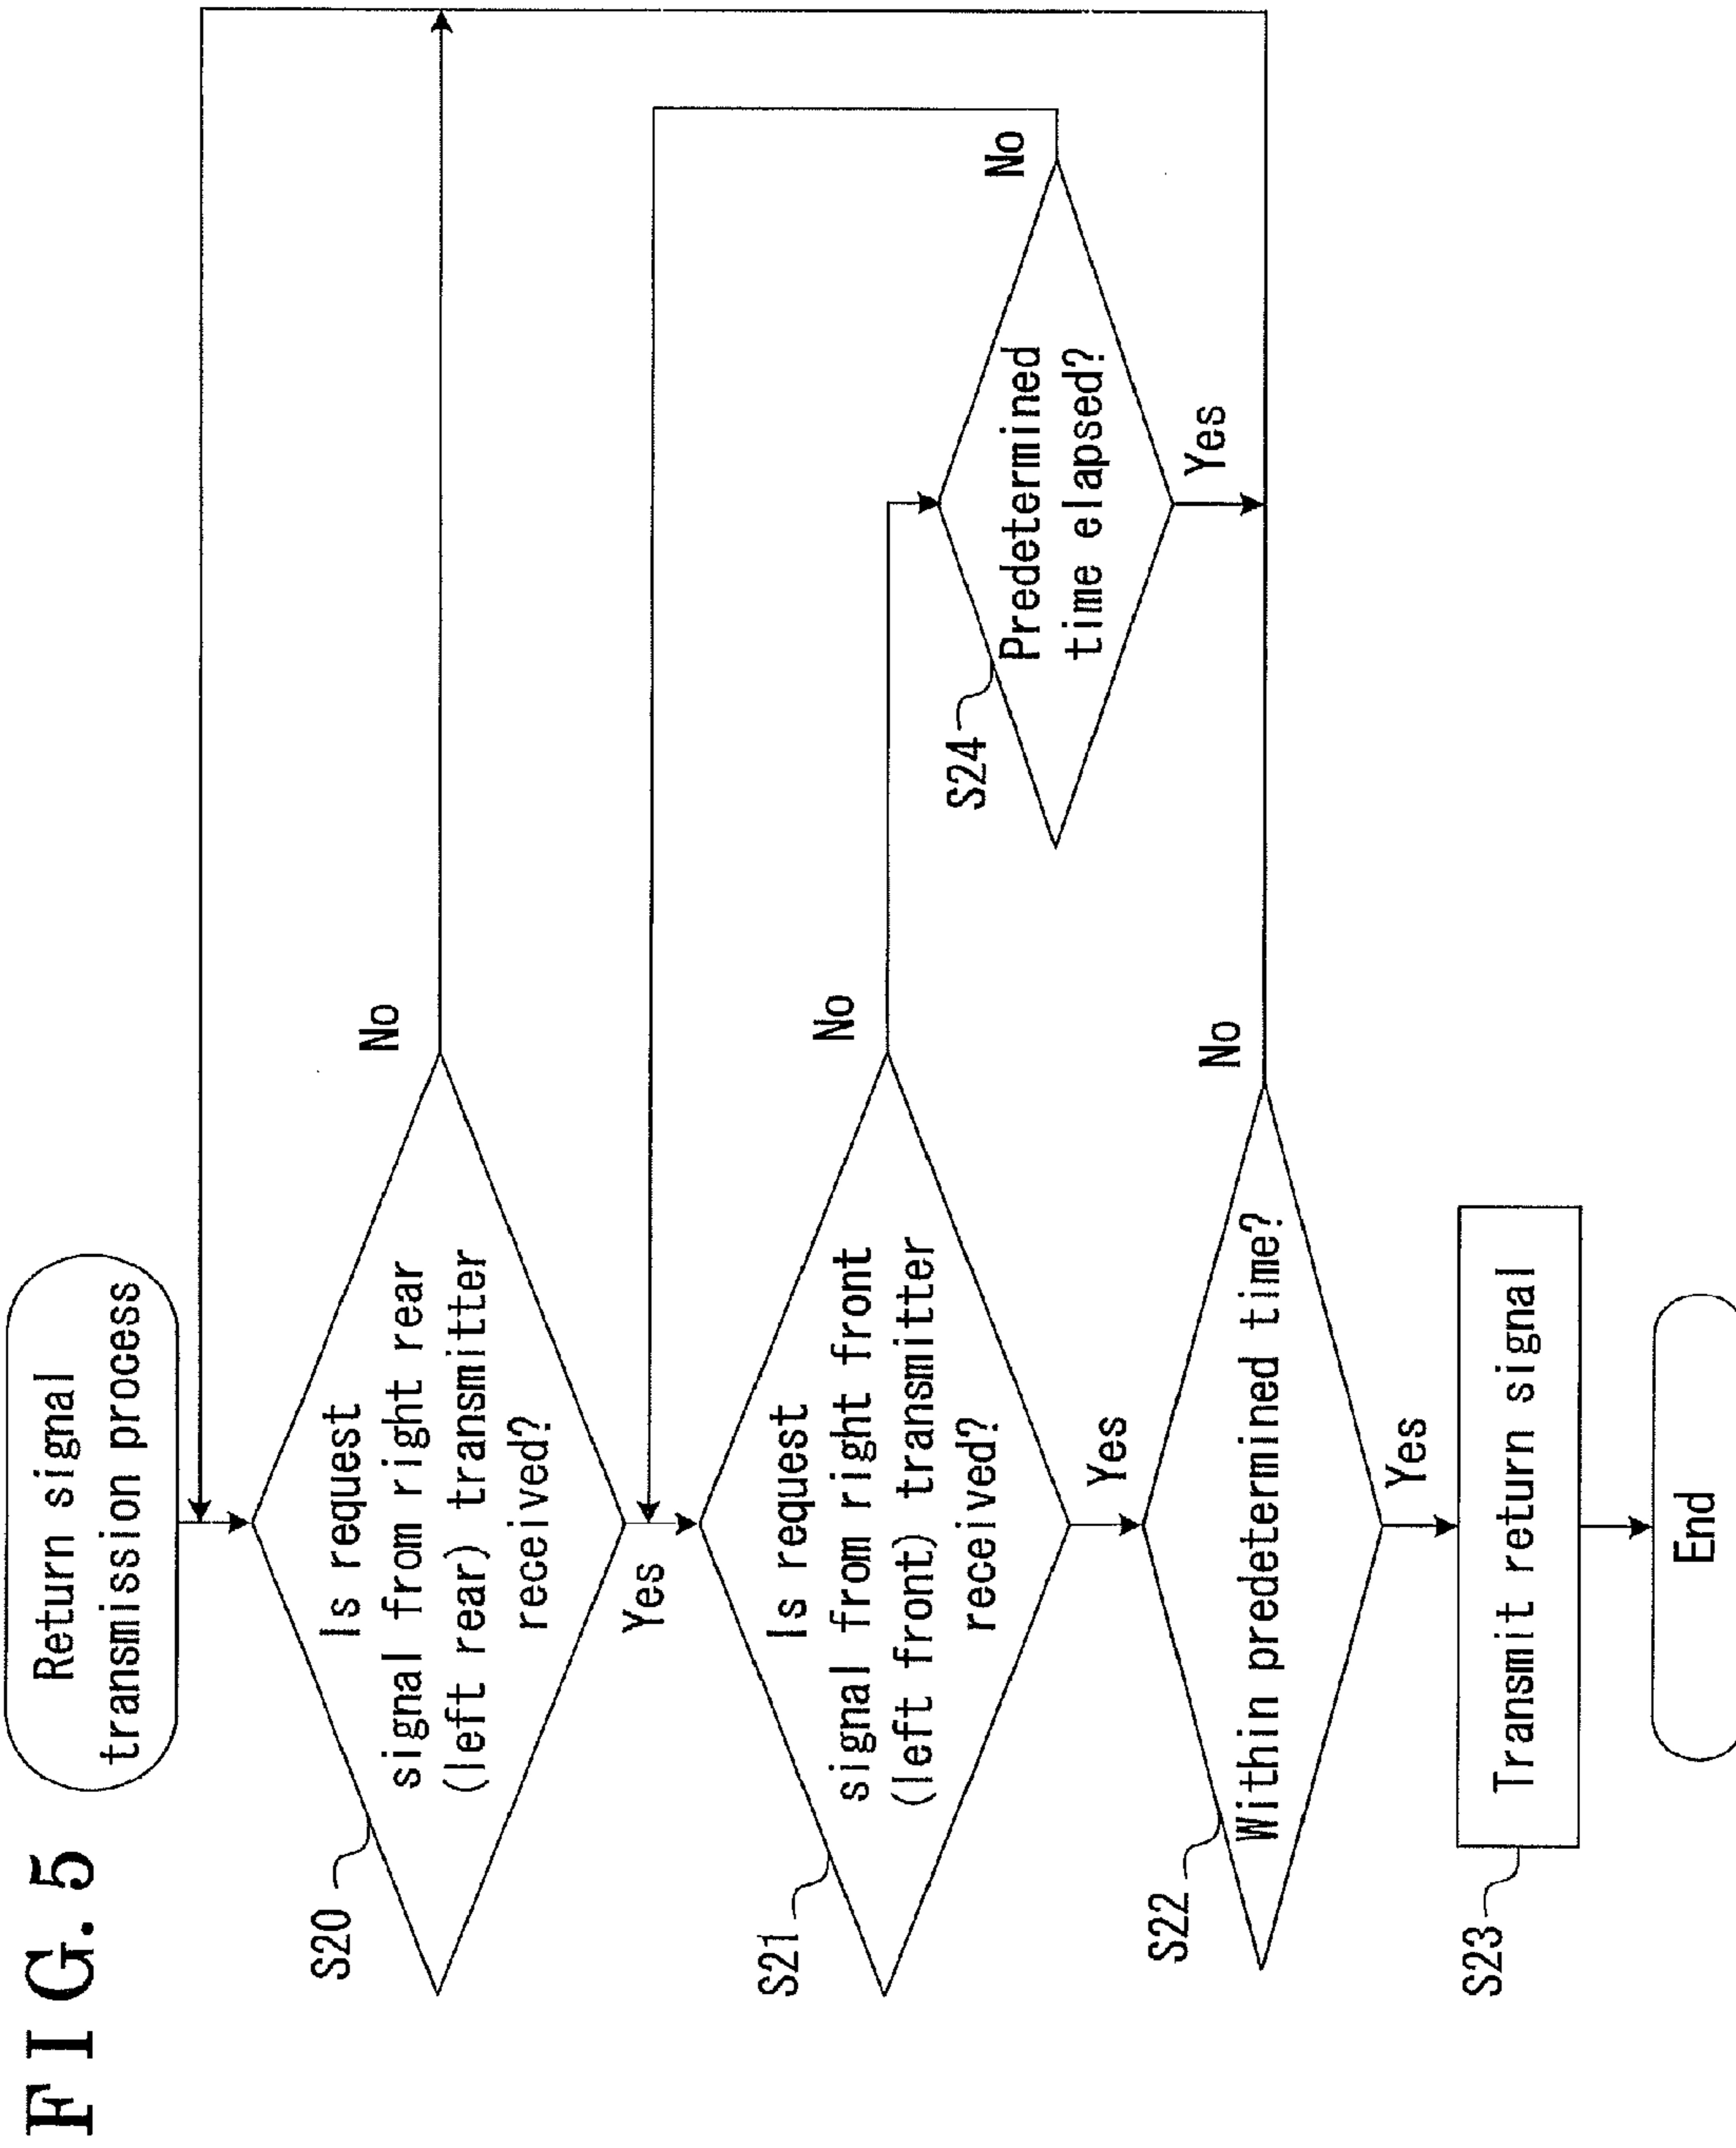 FIG. 5
Return signal
transmission process
S20
Is request
signal from right rear
(left rear) transmitter
received?
No
Yes
S21
Is request
signal from right front
(left front) transmitter
received?
No
S24
Predetermined
time elapsed?
No
Yes
Yes
S22
Within predetermined time?
No
Yes
S23
Transmit return signal
End